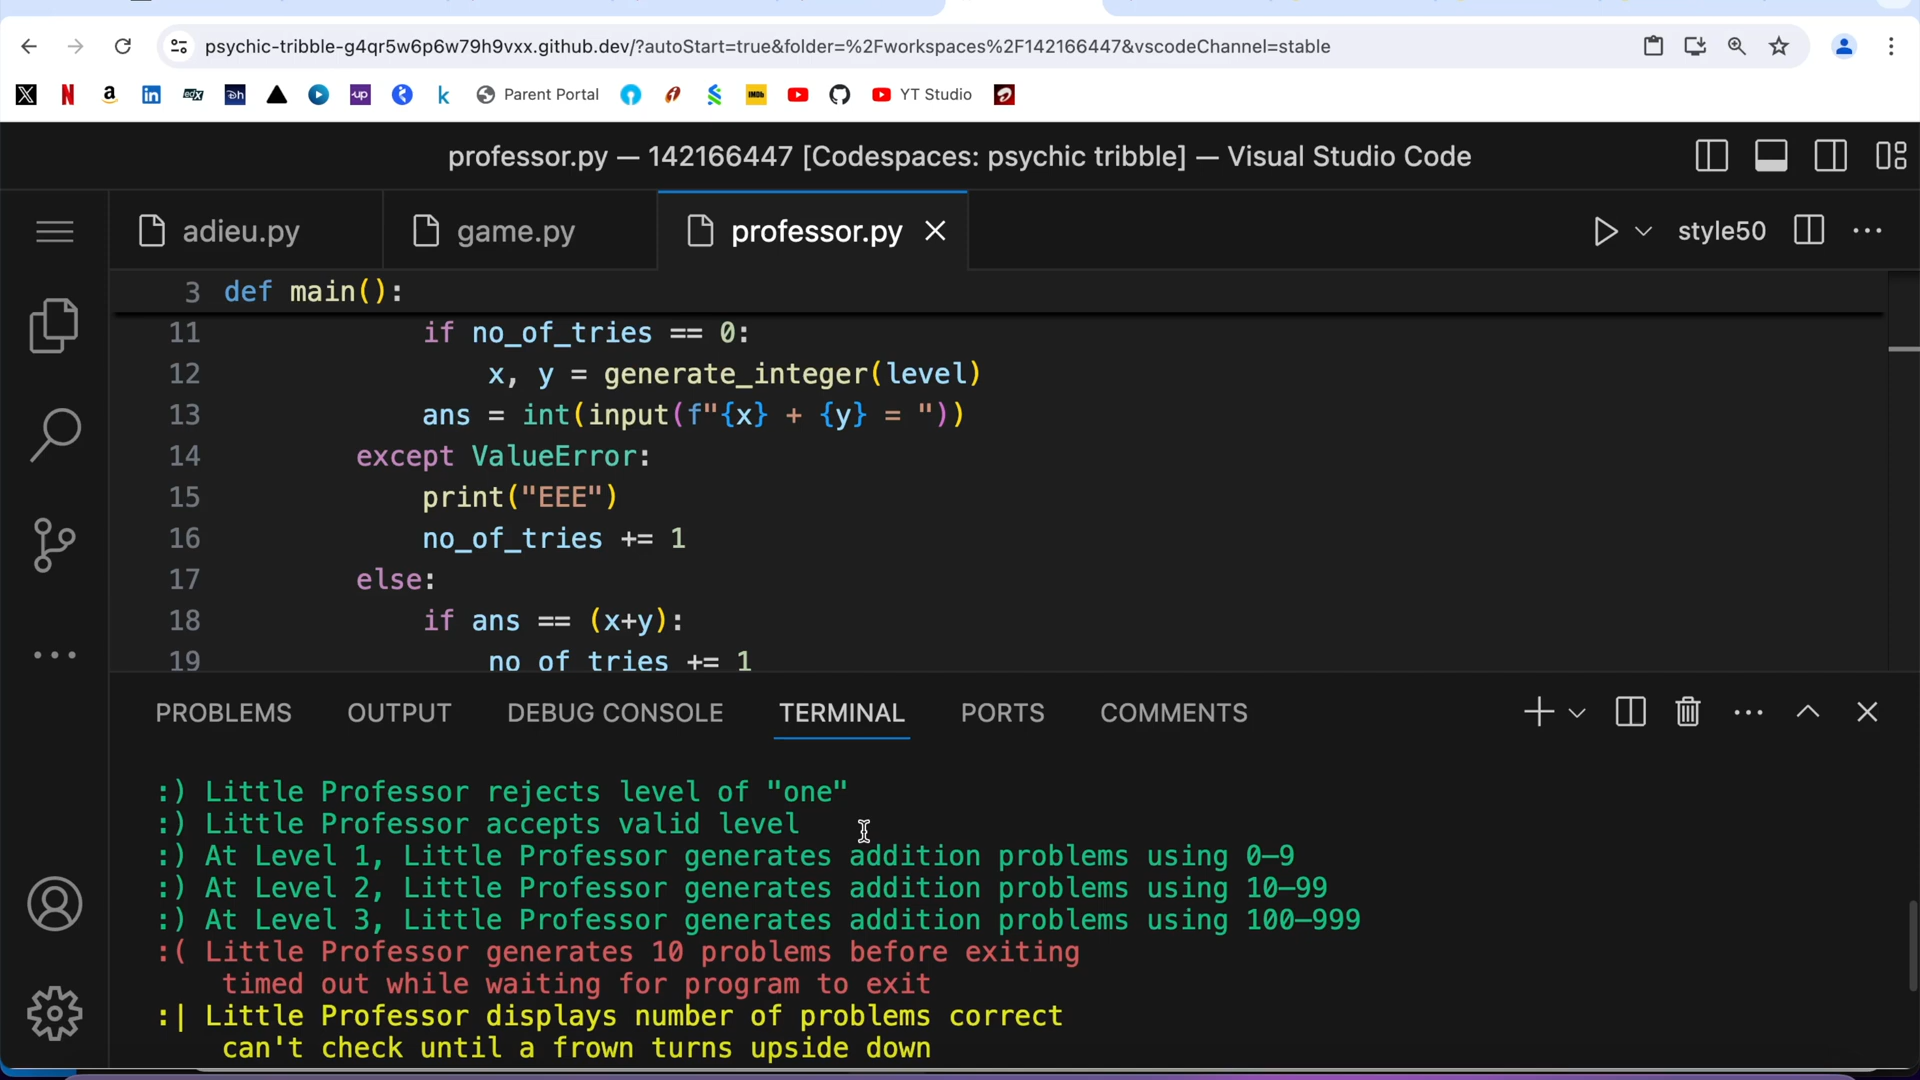 psychic-tribble-g4qr5w6p6w79h9vxx.github.dev/?autoStart=true&folder=%2Fworkspaces%2F142166447&vscodeChannel=stable
X N a in edX Dh up k Parent Portal IMDb YT Studio
professor.py — 142166447 [Codespaces: psychic tribble] — Visual Studio Code
adieu.py game.py professor.py style50
3 def main():
11 if no_of_tries == 0:
12 x, y = generate_integer(level)
13 ans = int(input(f"{x} + {y} = "))
14 except ValueError:
15 print("EEE")
16 no_of_tries += 1
17 else:
18 if ans == (x+y):
19 no_of_tries += 1
PROBLEMS OUTPUT DEBUG CONSOLE TERMINAL PORTS COMMENTS
:) Little Professor rejects level of "one"
:) Little Professor accepts valid level
:) At Level 1, Little Professor generates addition problems using 0–9
:) At Level 2, Little Professor generates addition problems using 10–99
:) At Level 3, Little Professor generates addition problems using 100–999
:( Little Professor generates 10 problems before exiting
timed out while waiting for program to exit
:| Little Professor displays number of problems correct
can't check until a frown turns upside down